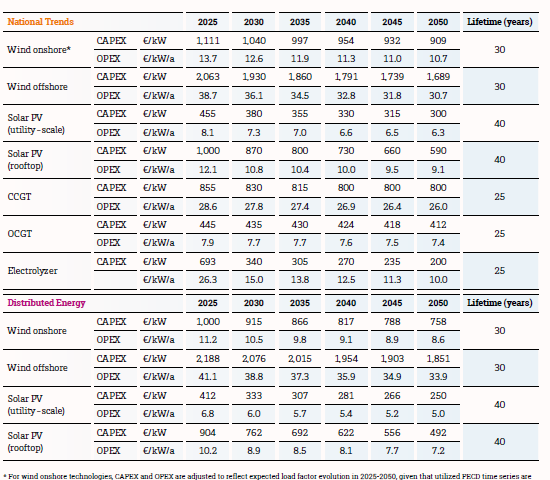 National Trends 2025 2030 2035 2040 2045 2050 Lifetime (years)
Wind onshore* CAPEX €/kW 1,111 1,040 997 954 932 909 30
OPEX €/kW 13.7 12.6 11.9 11.3 11.0 10.7
Wind offshore CAPEX €/kW 2,063 1,930 1,860 1,791 1,739 1,689 30
OPEX €/kW/a 38.7 36.1 34.5 32.8 31.8 30.7
Solar PV (utility-scale) CAPEX €/kW 455 380 355 330 315 300 40
OPEX €/kW/a 8.1 7.3 7.0 6.6 6.5 6.3
Solar PV (rooftop) CAPEX €/kW 1,000 870 800 730 660 590 40
OPEX €/kW/a 12.1 10.8 10.4 10.0 9.5 9.1
CCGT CAPEX €/kW 855 830 815 800 800 800 25
OPEX €/kW/a 28.6 27.8 27.4 26.9 26.4 26.0
OCGT CAPEX €/kW 445 435 430 424 418 412 25
OPEX €/kW/a 7.9 7.7 7.7 7.6 7.5 7.4
Electrolyzer CAPEX €/kW 693 340 305 270 235 200 25
€/kW/a 26.3 15.0 13.8 12.5 11.3 10.0
Distributed Energy 2025 2030 2035 2040 2045 2050 Lifetime (years)
Wind onshore CAPEX €/kW 1,000 915 866 817 788 758 30
OPEX €/kW/a 11.2 10.5 9.8 9.1 8.9 8.6
Wind offshore CAPEX €/kW 2,188 2,076 2,015 1,954 1,903 1,851 30
OPEX €/kW/a 41.1 38.8 37.3 35.9 34.9 33.9
Solar PV (utility-scale) CAPEX €/kW 412 333 307 281 266 250 40
OPEX €/kW/a 6.8 6.0 5.7 5.4 5.2 5.0
Solar PV (rooftop) CAPEX €/kW 904 762 692 622 556 492 40
OPEX €/kW/a 10.2 8.9 8.5 8.1 7.7 7.2
* For wind onshore technologies, CAPEX and OPEX are adjusted to reflect expected load factor evolution in 2025-2050, given that utilized PECD time series are